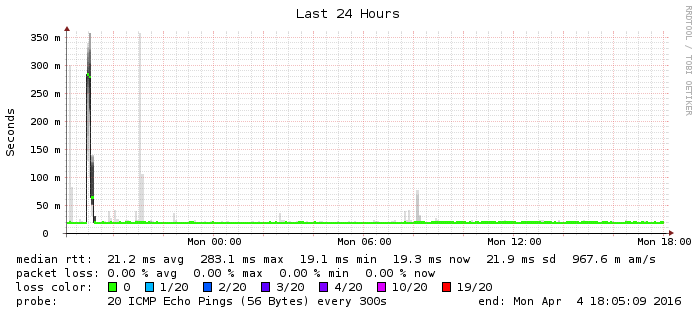 Last 24 Hours
RRDTOOL / TOBI OETIKER
Seconds
350 m
300 m
250 m
200 m
150 m
100 m
50 m
0
Mon 00:00 Mon 06:00 Mon 12:00 Mon 18:00
median rtt: 21.2 ms avg 283.1 ms max 19.1 ms min 19.3 ms now 21.9 ms sd 967.6 m am/s
packet loss: 0.00 % avg 0.00 % max 0.00 % min 0.00 % now
loss color: 0 1/20 2/20 3/20 4/20 10/20 19/20
probe: 20 ICMP Echo Pings (56 Bytes) every 300s end: Mon Apr 4 18:05:09 2016